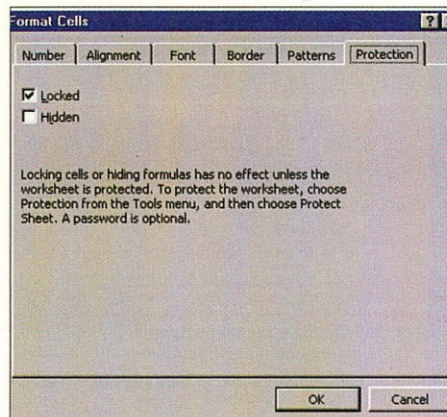 Format Cells ?
Number Alignment Font Border Patterns Protection
Locked
Hidden
Locking cells or hiding formulas has no effect unless the
worksheet is protected. To protect the worksheet, choose
Protection from the Tools menu, and then choose Protect
Sheet. A password is optional.
OK Cancel